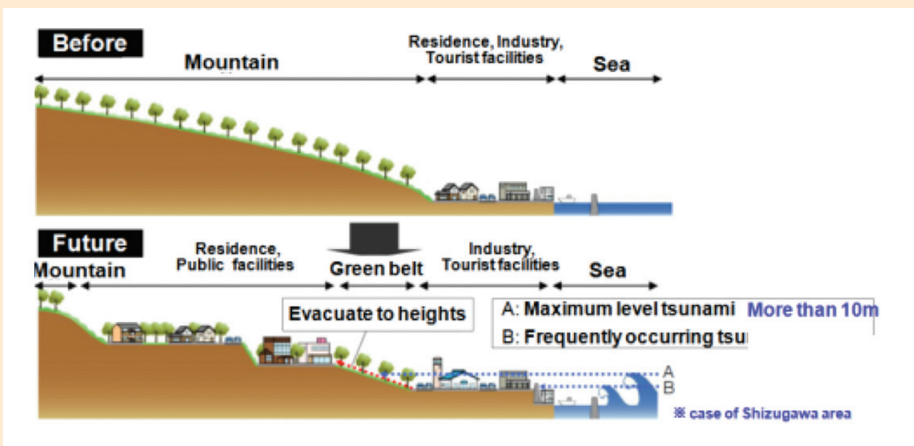 Before
Residence, Industry,
Tourist facilities
Mountain
Sea
Future
Residence,
Public facilities
Industry,
Tourist facilities
Mountain
Green belt
Sea
Evacuate to heights
A: Maximum level tsunami More than 10m
B: Frequently occurring
A
B
※ case of Shizugawa area